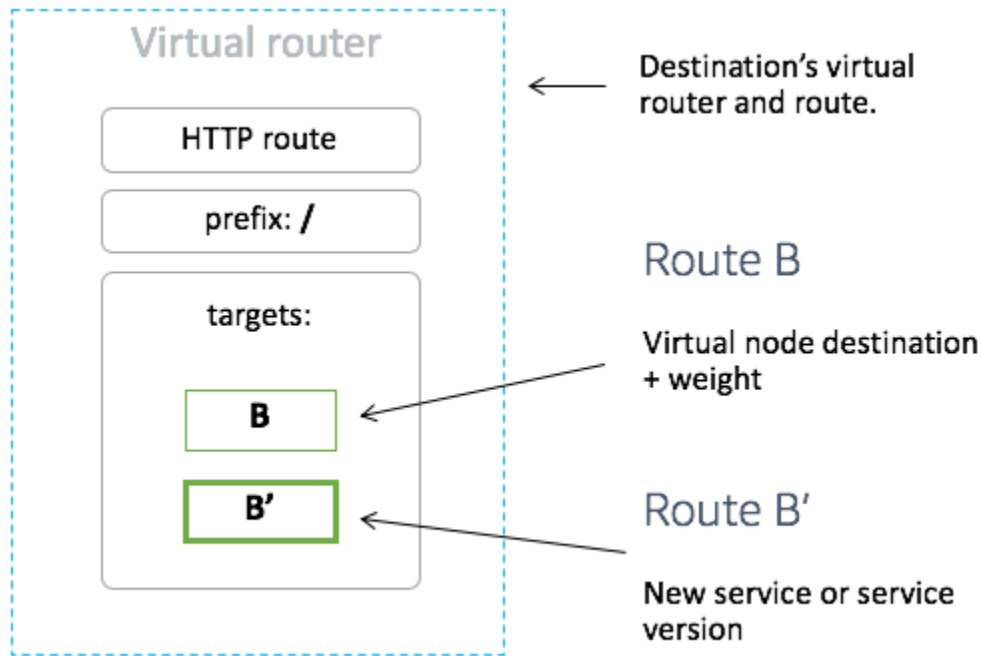 Virtual router
HTTP route
prefix: /
targets:
B
B’
Destination’s virtual
router and route.
Route B
Virtual node destination
+ weight
Route B’
New service or service
version